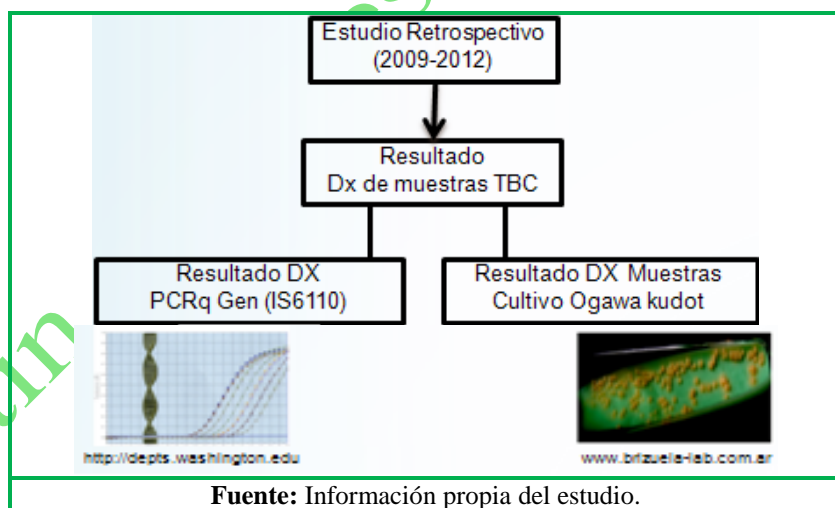 Estudio Retrospectivo
(2009-2012)
Resultado
Dx de muestras TBC
Resultado DX
PCRq Gen (IS6110)
Resultado DX Muestras
Cultivo Ogawa kudot
http://depts.washington.edu
www.brizuela-lab.com.ar
Fuente: Información propia del estudio.